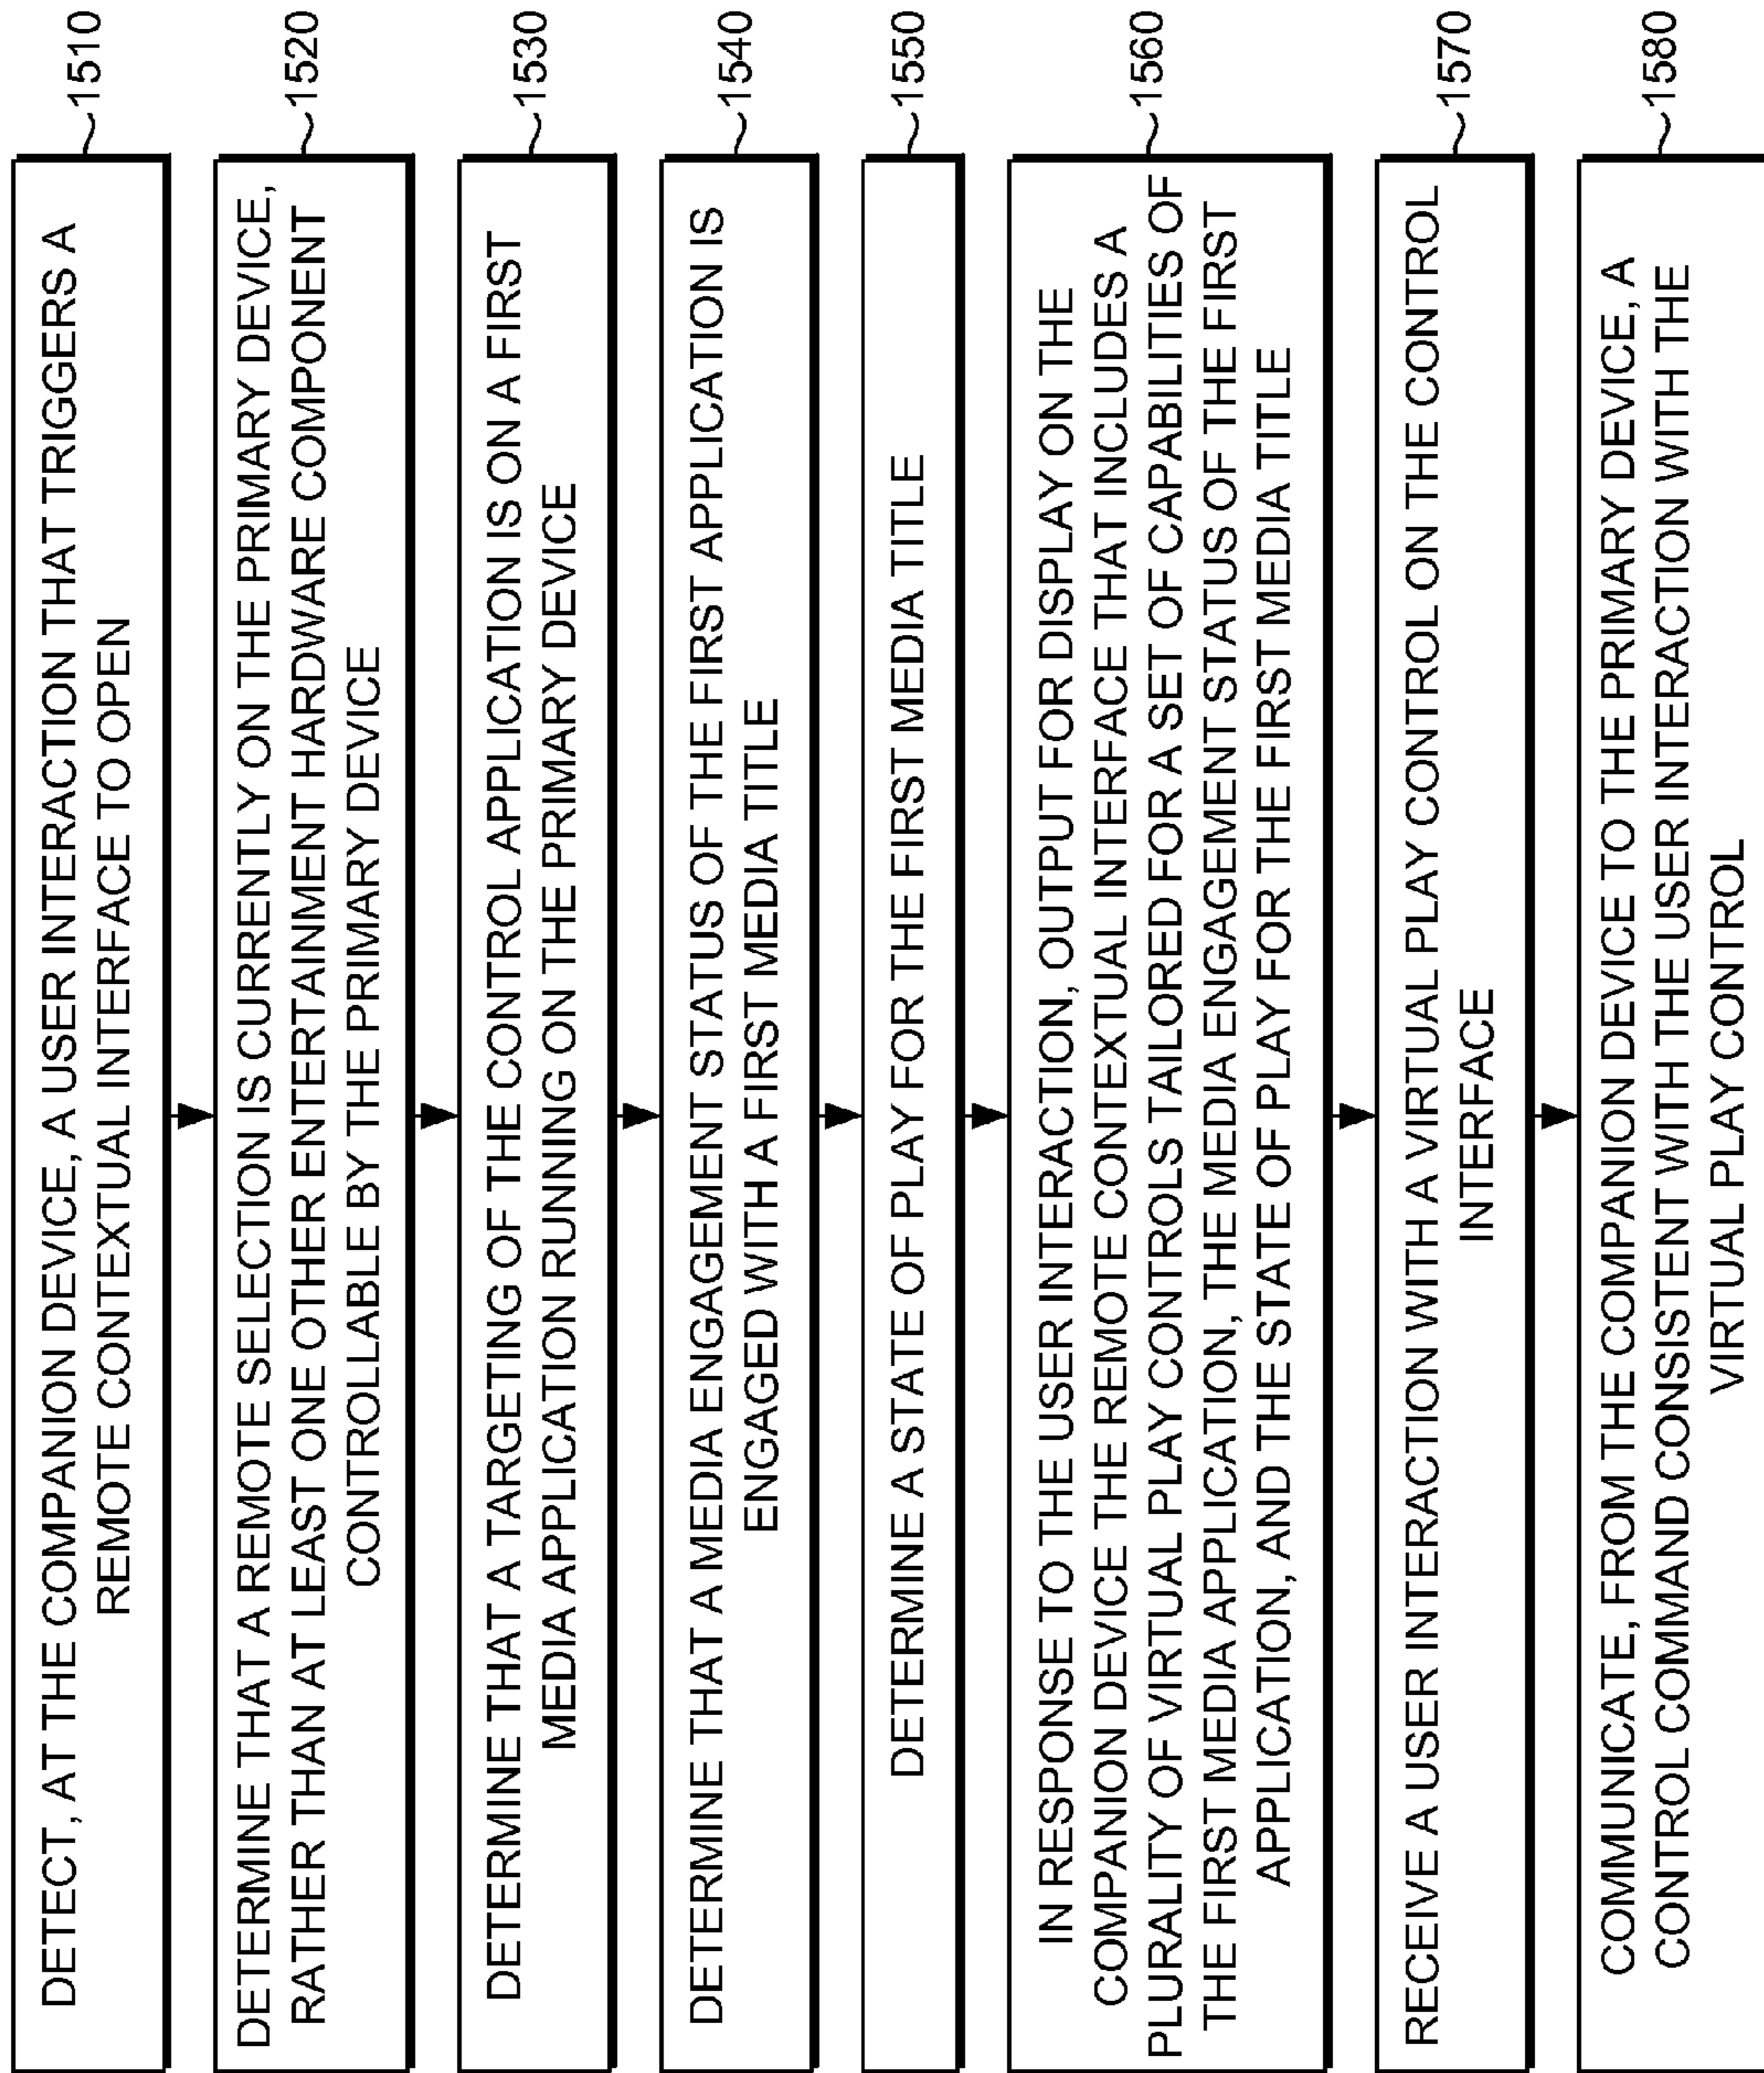 DETECT, AT THE COMPANION DEVICE, A USER INTERACTION THAT TRIGGERS A
REMOTE CONTEXTUAL INTERFACE TO OPEN
1510
DETERMINE THAT A REMOTE SELECTION IS CURRENTLY ON THE PRIMARY DEVICE,
RATHER THAN AT LEAST ONE OTHER ENTERTAINMENT HARDWARE COMPONENT
CONTROLLABLE BY THE PRIMARY DEVICE
1520
DETERMINE THAT A TARGETING OF THE CONTROL APPLICATION IS ON A FIRST
MEDIA APPLICATION RUNNING ON THE PRIMARY DEVICE
1530
DETERMINE THAT A MEDIA ENGAGEMENT STATUS OF THE FIRST APPLICATION IS
ENGAGED WITH A FIRST MEDIA TITLE
1540
DETERMINE A STATE OF PLAY FOR THE FIRST MEDIA TITLE
1550
IN RESPONSE TO THE USER INTERACTION, OUTPUT FOR DISPLAY ON THE
COMPANION DEVICE THE REMOTE CONTEXTUAL INTERFACE THAT INCLUDES A
PLURALITY OF VIRTUAL PLAY CONTROLS TAILORED FOR A SET OF CAPABILITIES OF
THE FIRST MEDIA APPLICATION, THE MEDIA ENGAGEMENT STATUS OF THE FIRST
APPLICATION, AND THE STATE OF PLAY FOR THE FIRST MEDIA TITLE
1560
RECEIVE A USER INTERACTION WITH A VIRTUAL PLAY CONTROL ON THE CONTROL
INTERFACE
1570
COMMUNICATE, FROM THE COMPANION DEVICE TO THE PRIMARY DEVICE, A
CONTROL COMMAND CONSISTENT WITH THE USER INTERACTION WITH THE
VIRTUAL PLAY CONTROL
1580